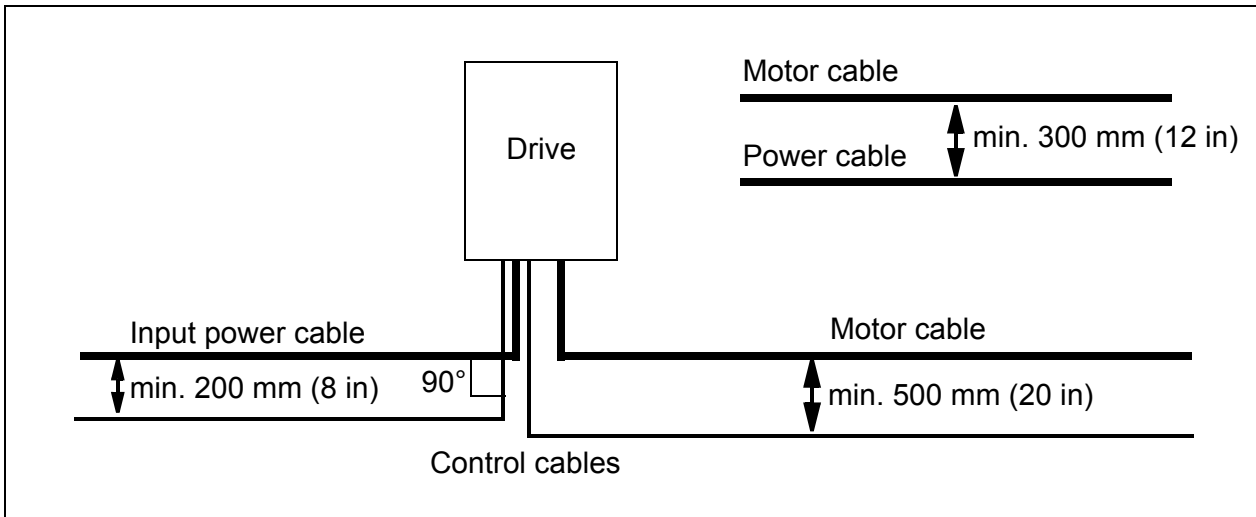 Motor cable
Drive
min. 300 mm (12 in)
Power cable
Input power cable
Motor cable
min. 200 mm (8 in)
90°
min. 500 mm (20 in)
Control cables